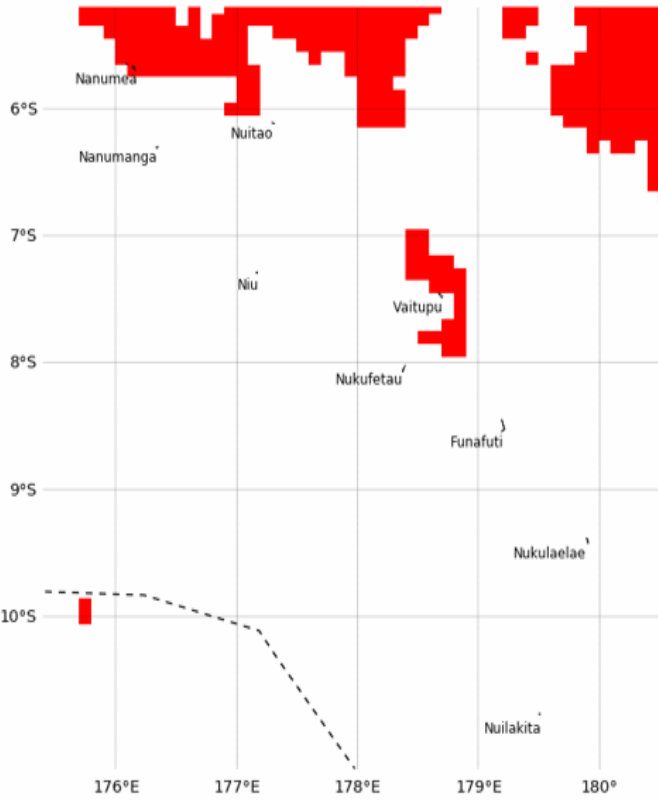 Nanumea
6°S
Nuitao
Nanumanga
7°S
Niu
Vaitupu
8°S
Nukufetau
Funafuti
9°S
Nukulaelae
10°S
Nuilakita
176°E 177°E 178°E 179°E 180°